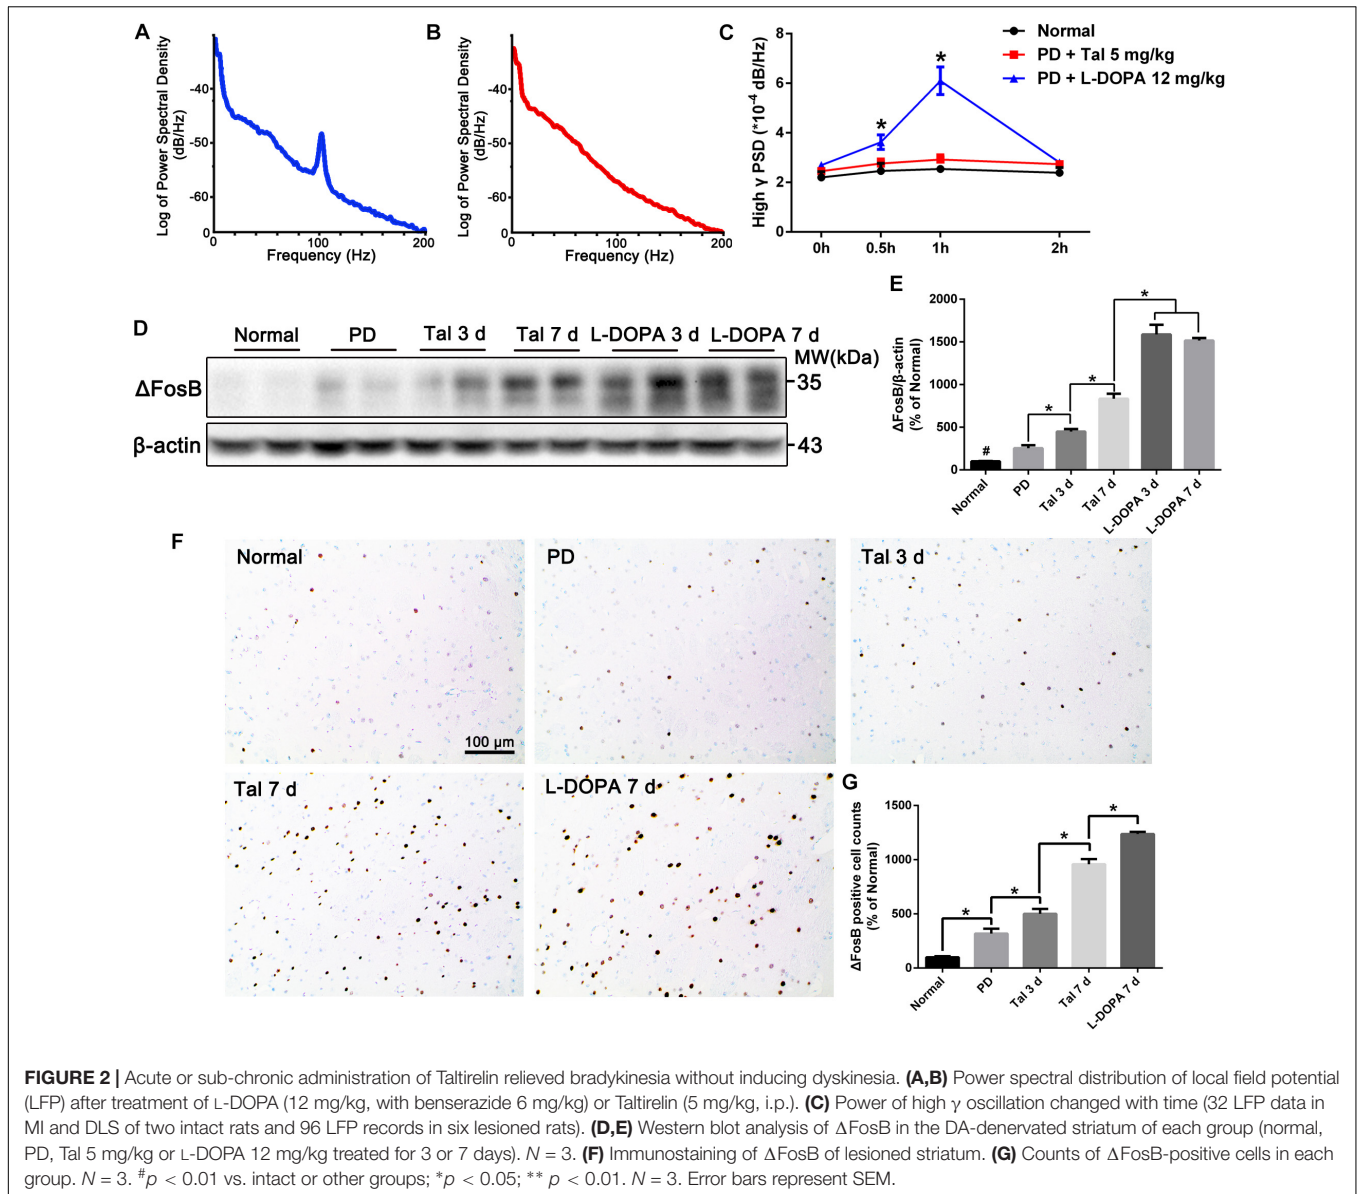 A
Log of Power Spectral Density
(dB/Hz)
-40
-50
-60
0
0
100
200
Frequency (Hz)
B
Log of Power Spectral Density
(dB/Hz)
-40
-50
-60
0
0
100
200
Frequency (Hz)
C
High γ PSD (*10⁻⁴ dB/Hz)
8
6
4
2
0
0h
0.5h
1h
2h
*
*
Normal
PD + Tal 5 mg/kg
PD + L-DOPA 12 mg/kg
D
Normal
PD
Tal 3 d
Tal 7 d
L-DOPA 3 d
L-DOPA 7 d
MW(kDa)
ΔFosB
35
β-actin
43
E
ΔFosB/β-actin
(% of Normal)
2000
1500
1000
500
0
#
*
*
*
Normal
PD
Tal 3 d
Tal 7 d
L-DOPA 3 d
L-DOPA 7 d
F
Normal
100 μm
PD
Tal 3 d
Tal 7 d
L-DOPA 7 d
G
ΔFosB positive cell counts
(% of Normal)
1500
1000
500
0
*
*
*
*
Normal
PD
Tal 3 d
Tal 7 d
L-DOPA 7 d
FIGURE 2 | Acute or sub-chronic administration of Taltirelin relieved bradykinesia without inducing dyskinesia. (A,B) Power spectral distribution of local field potential
(LFP) after treatment of L-DOPA (12 mg/kg, with benserazide 6 mg/kg) or Taltirelin (5 mg/kg, i.p.). (C) Power of high γ oscillation changed with time (32 LFP data in
MI and DLS of two intact rats and 96 LFP records in six lesioned rats). (D,E) Western blot analysis of ΔFosB in the DA-denervated striatum of each group (normal,
PD, Tal 5 mg/kg or L-DOPA 12 mg/kg treated for 3 or 7 days). N = 3. (F) Immunostaining of ΔFosB of lesioned striatum. (G) Counts of ΔFosB-positive cells in each
group. N = 3. #p < 0.01 vs. intact or other groups; *p < 0.05; ** p < 0.01. N = 3. Error bars represent SEM.